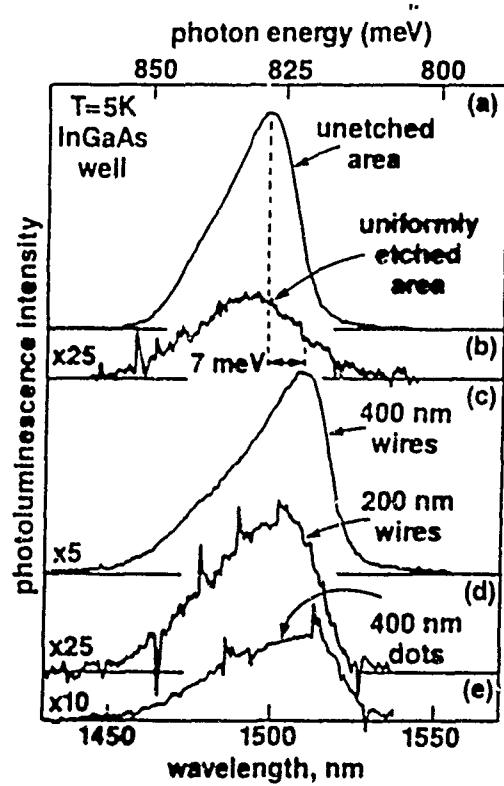 photon energy (meV)
850 825 800
(a)
T=5K
InGaAs
well
unetched
area
uniformly
etched
area
x25
(b)
7 meV
(c)
400 nm
wires
200 nm
wires
x5
(d)
400 nm
dots
x25
x10
(e)
1450 1500 1550
wavelength, nm
photoluminescence intensity